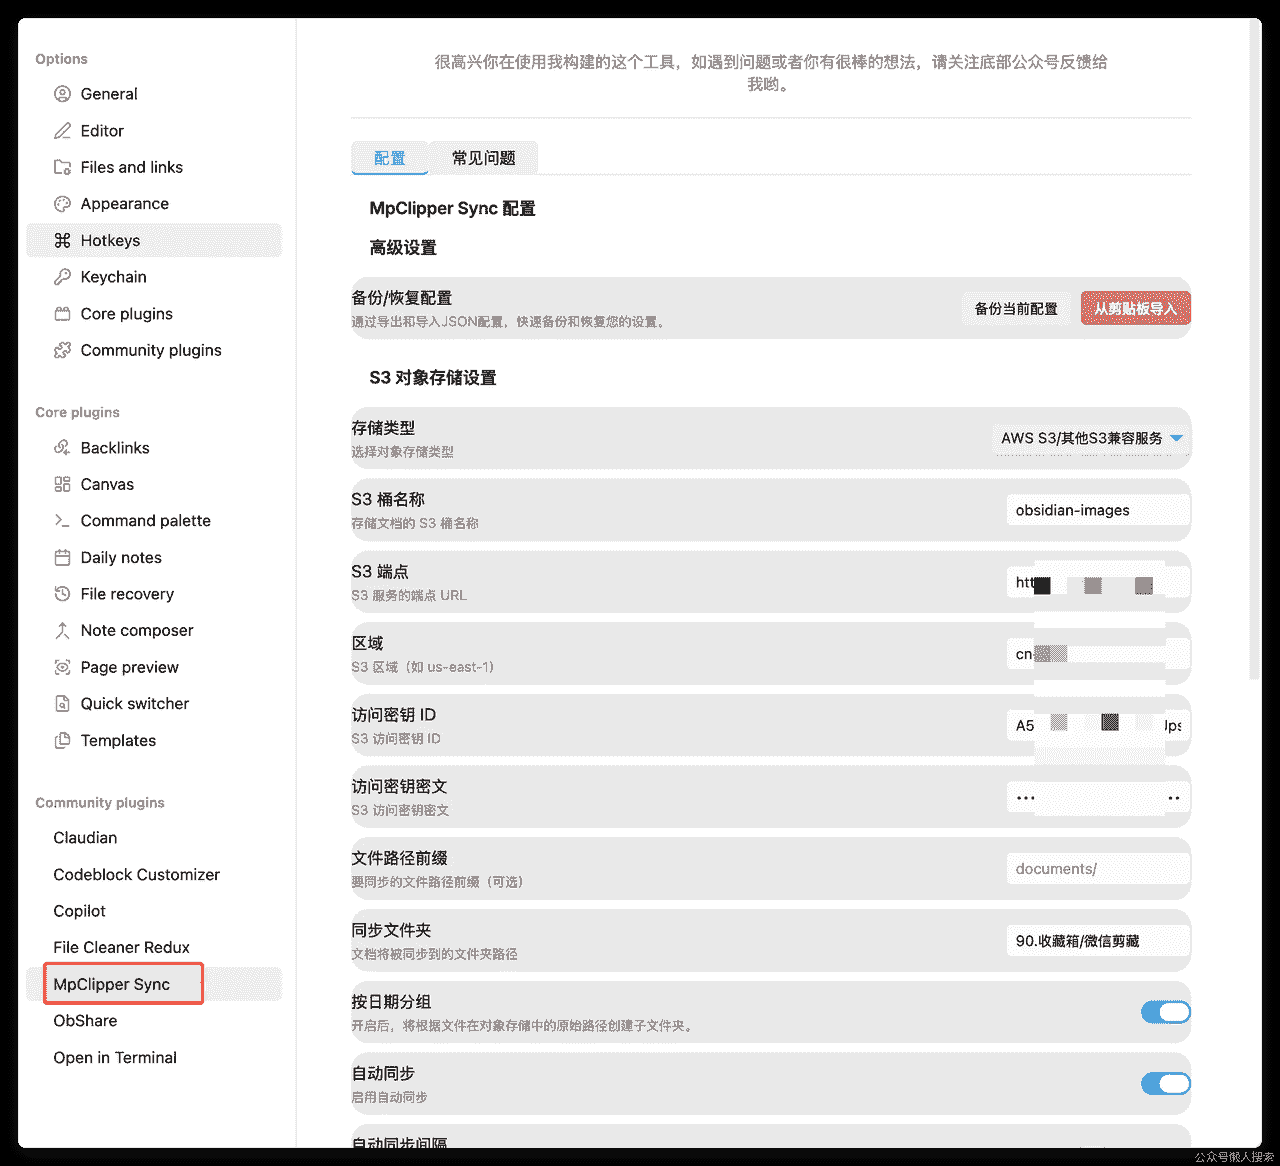 Options
General
Editor
Files and links
Appearance
Hotkeys
Keychain
Core plugins
Community plugins
Core plugins
Backlinks
Canvas
Command palette
Daily notes
File recovery
Note composer
Page preview
Quick switcher
Templates
Community plugins
Claudian
Codeblock Customizer
Copilot
File Cleaner Redux
MpClipper Sync
ObShare
Open in Terminal
很高兴你在使用我构建的这个工具，如遇到问题或者你有很棒的想法，请关注底部公众号反馈给
我哟。
配置
常见问题
MpClipper Sync 配置
高级设置
备份/恢复配置
通过导出和导入JSON配置，快速备份和恢复您的设置。
备份当前配置
从剪贴板导入
S3 对象存储设置
存储类型
选择对象存储类型
AWS S3/其他S3兼容服务
S3 桶名称
存储文档的 S3 桶名称
obsidian-images
S3 端点
S3 服务的端点 URL
htt
区域
S3 区域（如 us-east-1）
cn
访问密钥 ID
S3 访问密钥 ID
A5
Jps
访问密钥密文
S3 访问密钥密文
••• ••
文件路径前缀
要同步的文件路径前缀（可选）
documents/
同步文件夹
文档将被同步到的文件夹路径
90.收藏箱/微信剪藏
按日期分组
开启后，将根据文件在对象存储中的原始路径创建子文件夹。
自动同步
启用自动同步
自动同步间隔
公众号懒人搜索